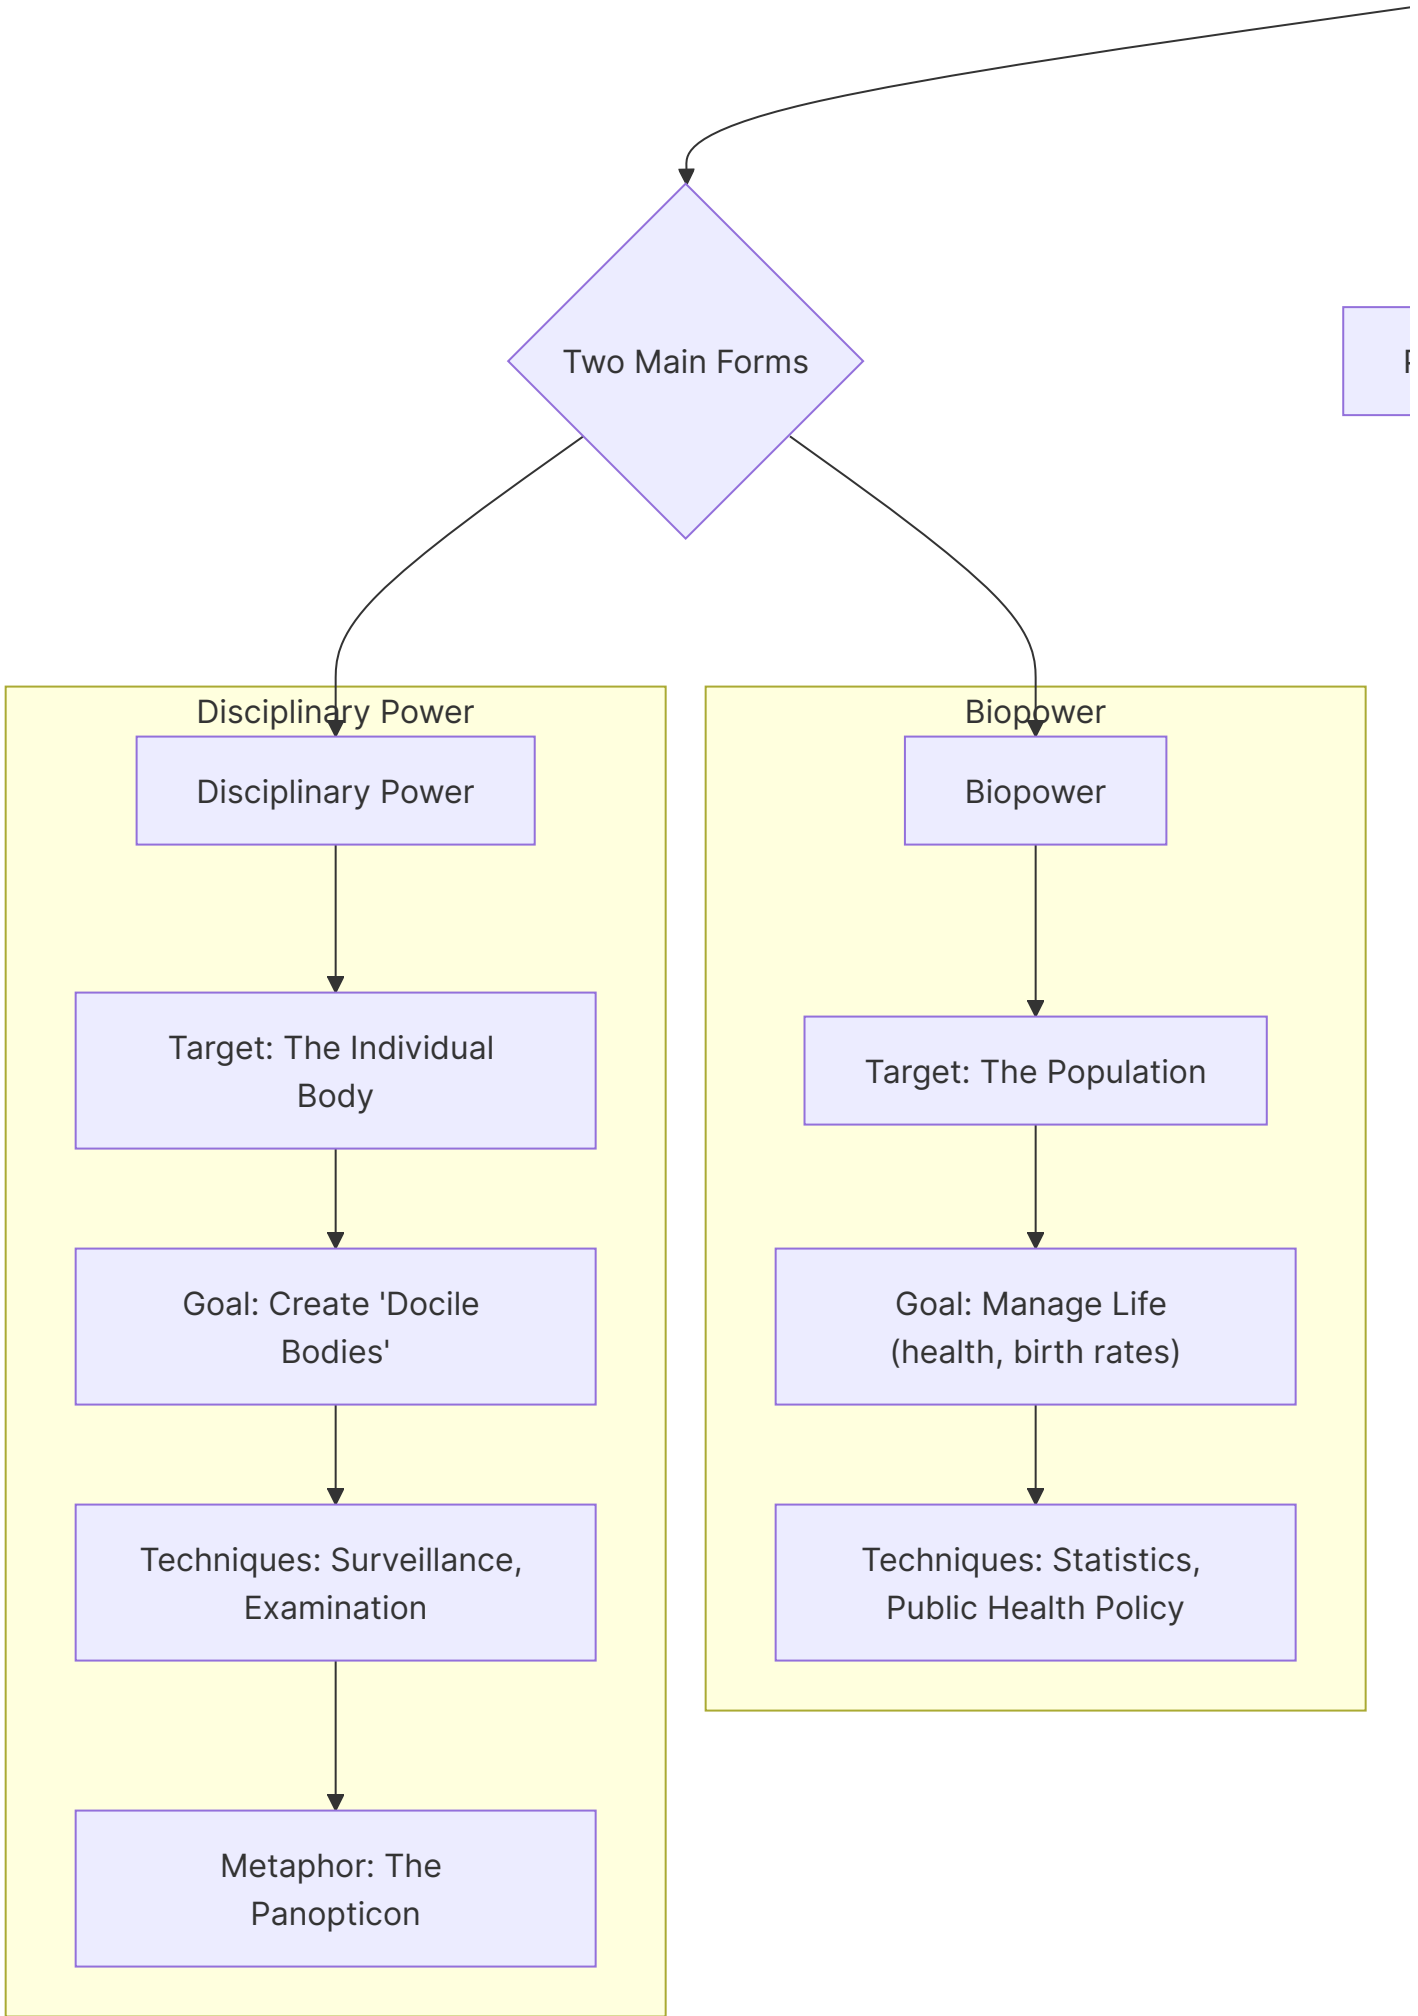 Two Main Forms
Disciplinary Power
Disciplinary Power
Target: The Individual
Body
Goal: Create 'Docile
Bodies'
Techniques: Surveillance,
Examination
Metaphor: The
Panopticon
Biopower
Biopower
Target: The Population
Goal: Manage Life
(health, birth rates)
Techniques: Statistics,
Public Health Policy